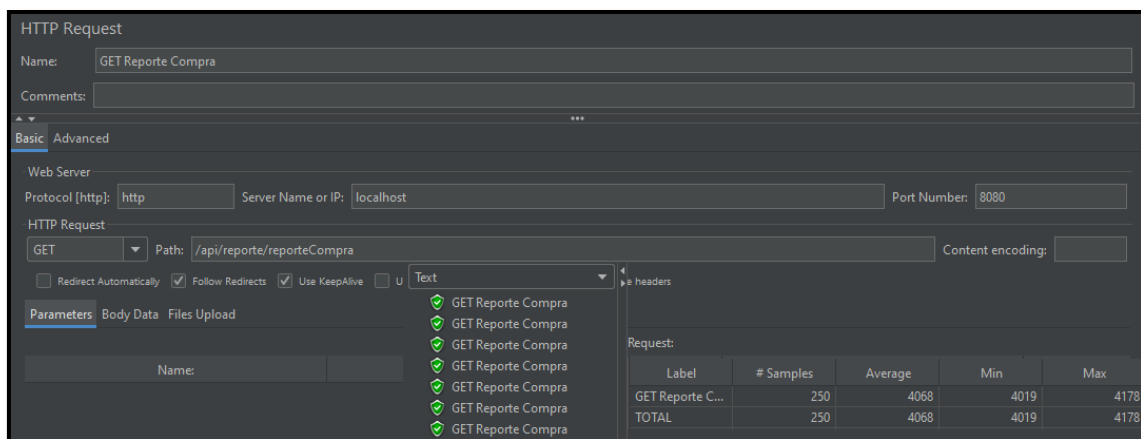 HTTP Request
Name: GET Reporte Compra
Comments:
Basic Advanced
Web Server
Protocol [http]: http Server Name or IP: localhost Port Number: 8080
HTTP Request
GET Path: /api/reporte/reporteCompra Content encoding:
Redirect Automatically Follow Redirects Use KeepAlive U Text e headers
GET Reporte Compra
Parameters Body Data Files Upload
GET Reporte Compra
GET Reporte Compra
Request:
GET Reporte Compra
Name: Label # Samples Average Min Max
GET Reporte Compra
GET Reporte C... 250 4068 4019 4178
GET Reporte Compra
TOTAL 250 4068 4019 4178
GET Reporte Compra